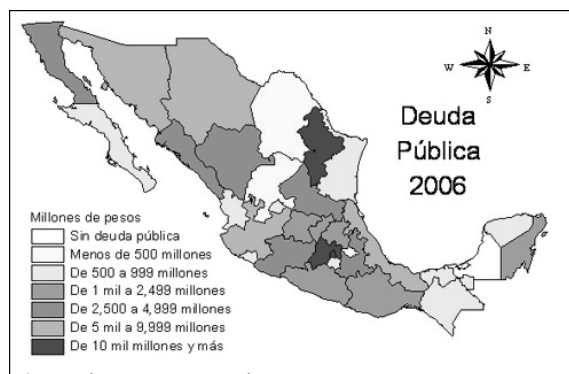 N
W E
S
Deuda
Pública
2006
Millones de pesos
Sin deuda pública
Menos de 500 millones
De 500 a 999 millones
De 1 mil a 2,499 millones
De 2,500 a 4,999 millones
De 5 mil a 9,999 millones
De 10 mil millones y más